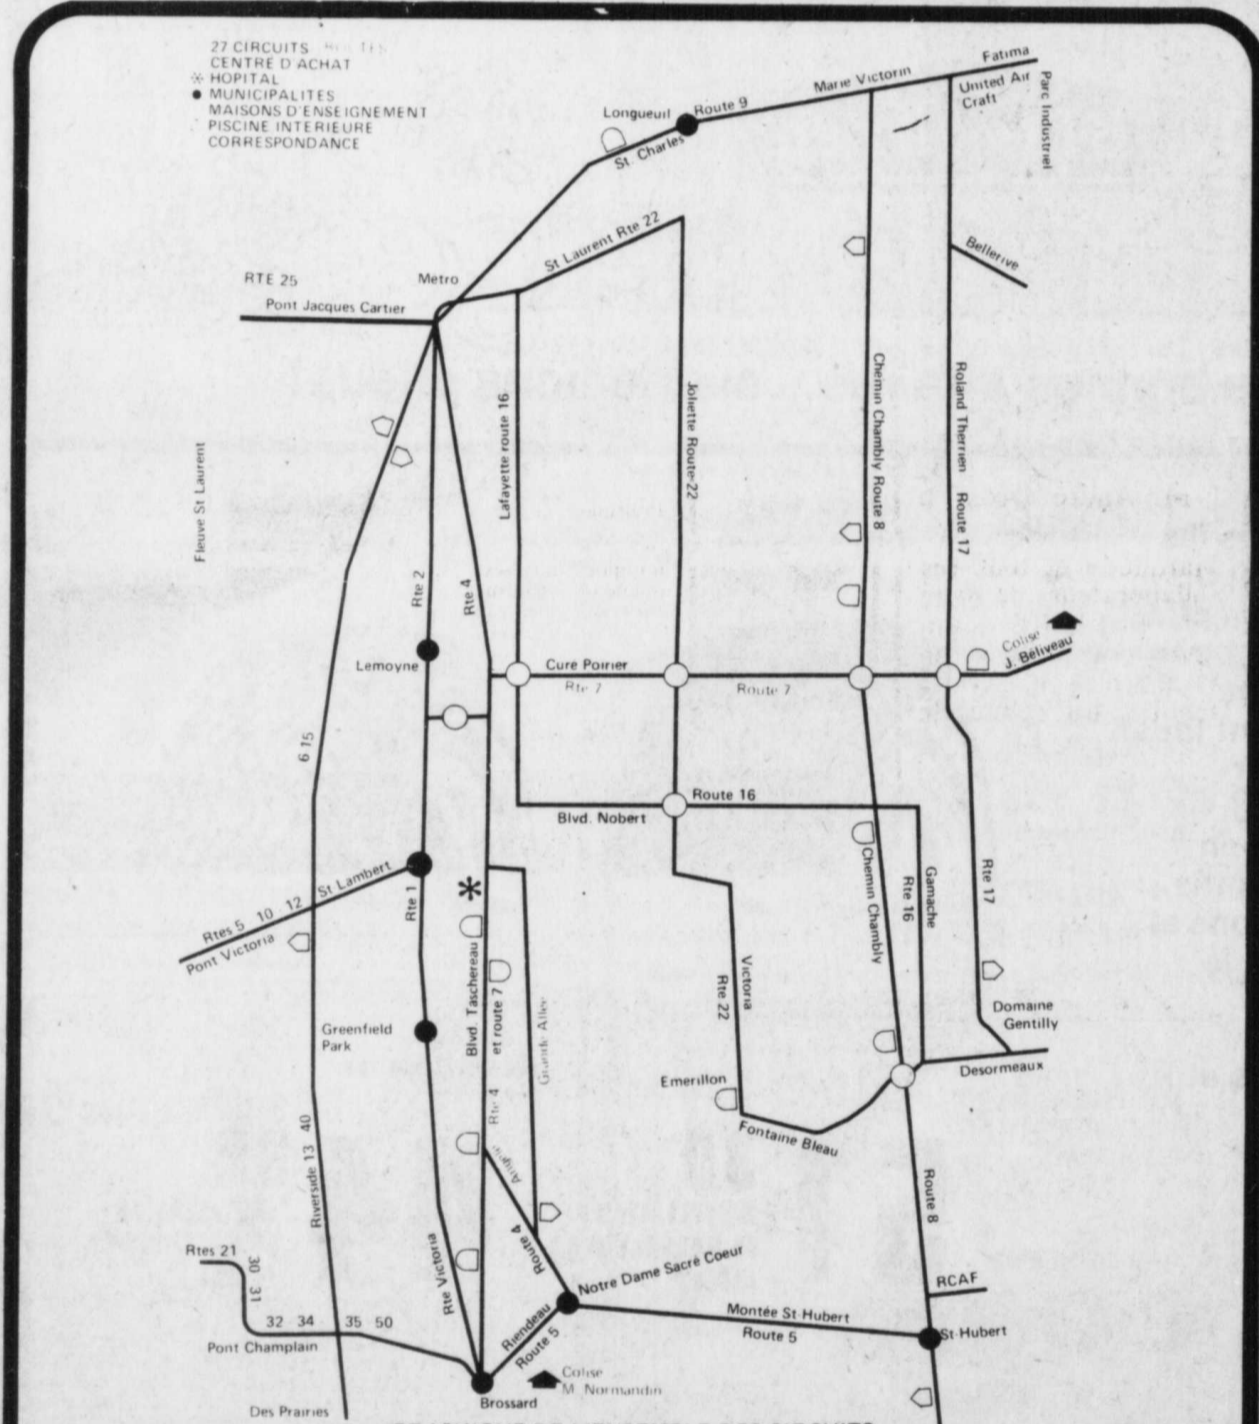 27 CIRCUITS ROUTES
CENTRE D'ACHAT
HOPITAL
MUNICIPALITES
MAISONS D'ENSEIGNEMENT
PISCINE INTERIEURE
CORRESPONDANCE
Fatima
Marie Victorin
United Air
Craft
Parc Industriel
Longueuil
Route 9
St. Charles
St Laurent Rte 22
Bellerive
RTE 25
Metro
Pont Jacques Cartier
Fleuve St Laurent
Lafayette route 16
Joliette Route-22
Chemin Chambly Route 8
Roland Therrien Route 17
Rte 2
Rte 4
Lemoyne
Curé Poirier
Rte 7
Route 7
Colise
J. Béliveau
6 15
Route 16
Blvd. Nobert
Rtes 5 10 12
St Lambert
Pont Victoria
Rte 1
Chemin Chambly
Rte 16
Gamache
Rte 17
Blvd. Taschereau
et route 7
Rte 4
Grande Allée
Victoria
Rte 22
Greenfield
Park
Domaine
Gentilly
Desormeaux
Emerillon
Fontaine Bleau
Riverside 13 40
Route 8
Rte Victoria
Route 4
Notre Dame Sacré Coeur
Rtes 21
30 31
32 34
35 50
Pont Champlain
Riendeau
Route 5
Montée St-Hubert
Route 5
RCAF
St-Hubert
Colise
M. Normandin
Brossard
Des Prairies